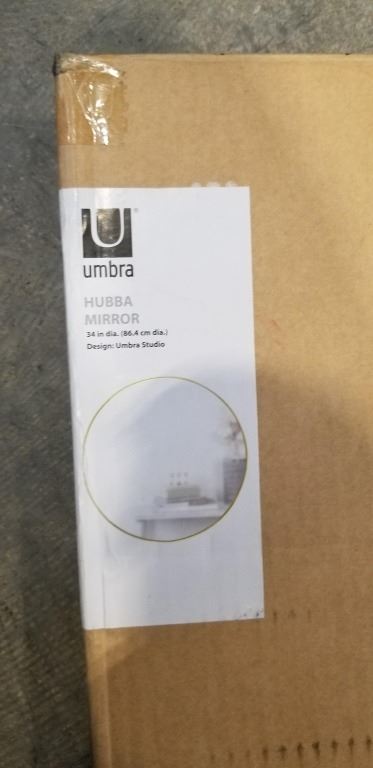 U®
umbra
HUBBA
MIRROR
34 in dia. (86.4 cm dia.)
Design: Umbra Studio